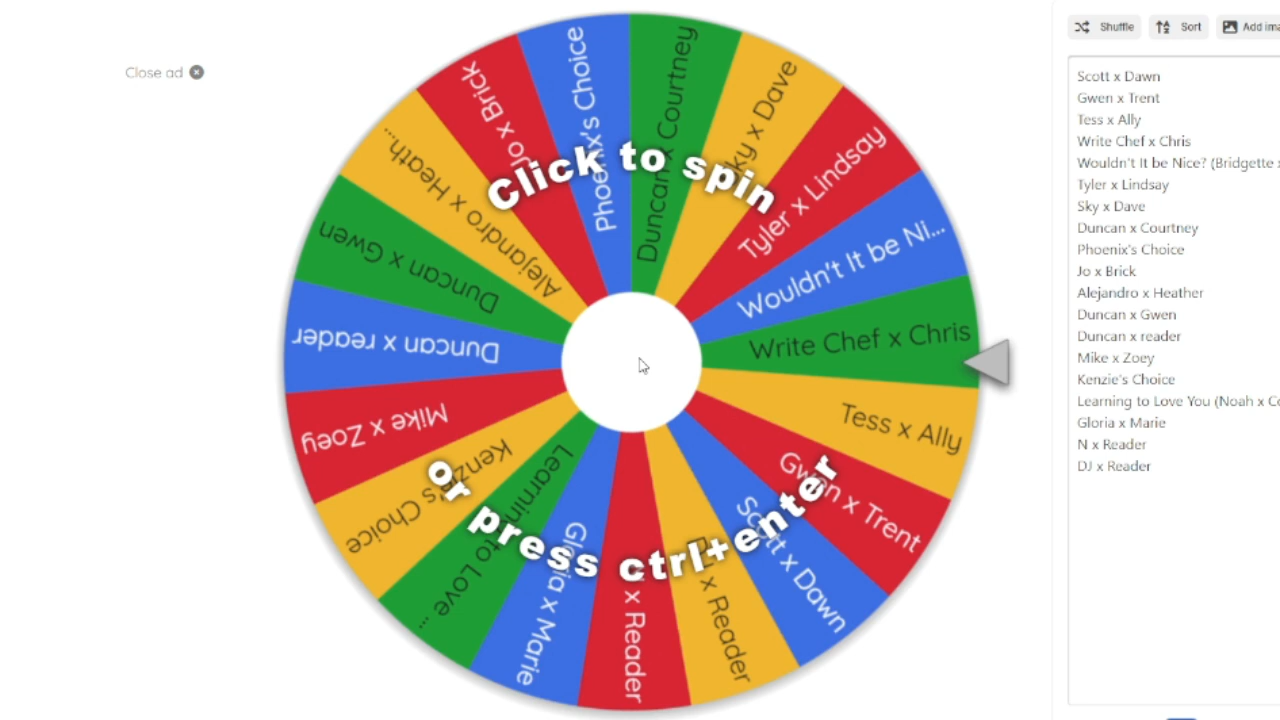 Close ad
Shuffle
Sort
Add ima
Click to spin
or press ctrl+enter
Phoenix's Choice
Duncan x Courtney
Sky x Dave
Tyler x Lindsay
Wouldn't It be Ni...
Write Chef x Chris
Tess x Ally
Gwen x Trent
Scott x Dawn
DJ x Reader
N x Reader
Gloria x Marie
Learning to Love ...
Kenzie's Choice
Mike x Zoey
Duncan x reader
Duncan x Gwen
Alejandro x Heath...
Jo x Brick
Scott x Dawn
Gwen x Trent
Tess x Ally
Write Chef x Chris
Wouldn't It be Nice? (Bridgette x
Tyler x Lindsay
Sky x Dave
Duncan x Courtney
Phoenix's Choice
Jo x Brick
Alejandro x Heather
Duncan x Gwen
Duncan x reader
Mike x Zoey
Kenzie's Choice
Learning to Love You (Noah x Co
Gloria x Marie
N x Reader
DJ x Reader